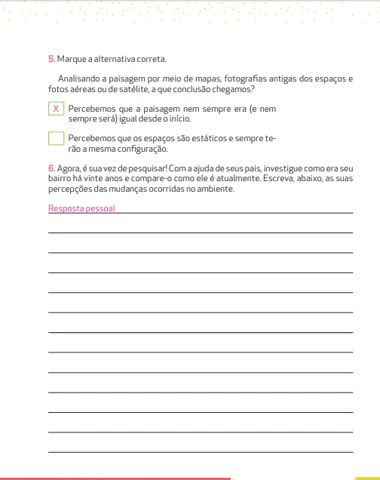 5. Marque a alternativa correta.
Analisando a paisagem por meio de mapas, fotografias antigas dos espaços e
fotos aéreas ou de satélite, a que conclusão chegamos?
X Percebemos que a paisagem nem sempre era (e nem
sempre será) igual desde o início.
Percebemos que os espaços são estáticos e sempre te-
rão a mesma configuração.
6. Agora, é sua vez de pesquisar! Com a ajuda de seus pais, investigue como era seu
bairro há vinte anos e compare-o como ele é atualmente. Escreva, abaixo, as suas
percepções das mudanças ocorridas no ambiente.
Resposta pessoal